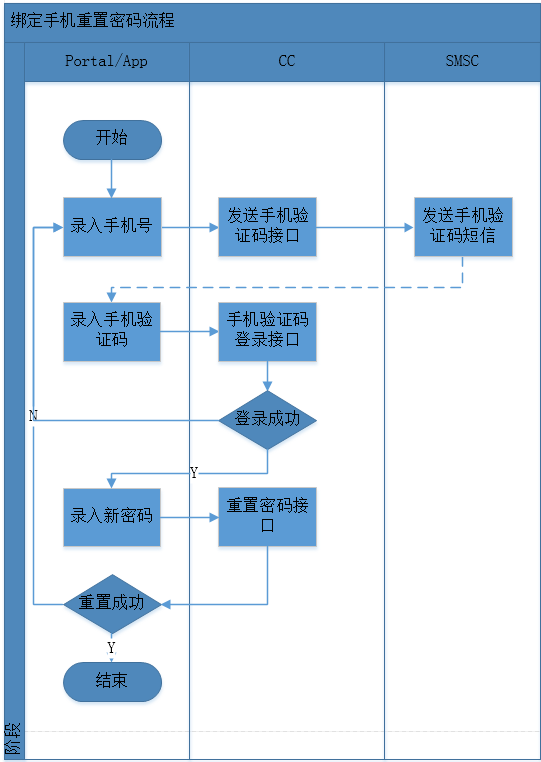 绑定手机重置密码流程
Portal/App
CC
SMSC
开始
录入手机号
发送手机验
证码接口
发送手机验
证码短信
录入手机验
证码
手机验证码
登录接口
N
登录成功
Y
录入新密码
重置密码接
口
重置成功
Y
结束
阶段